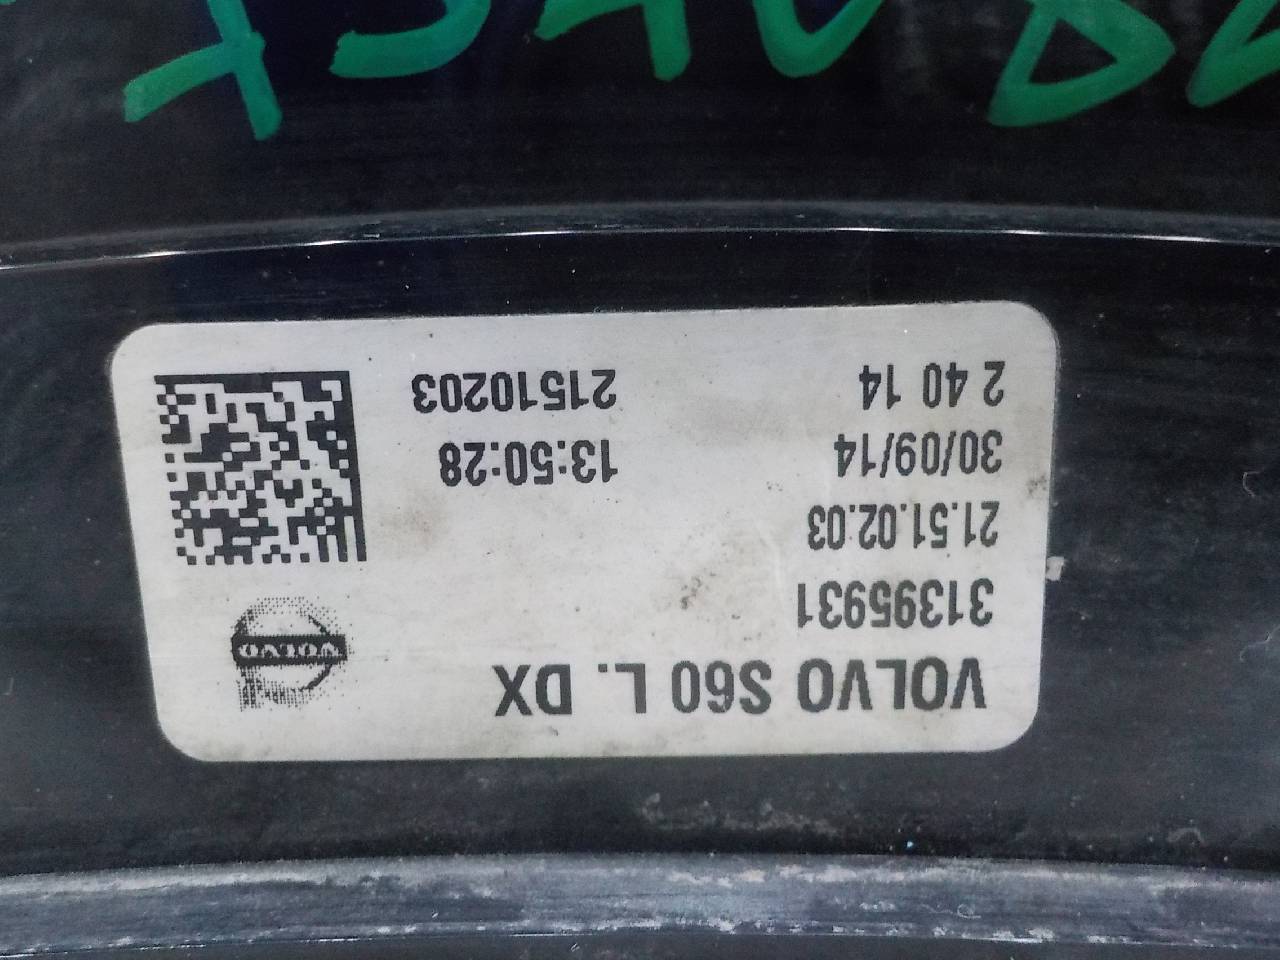 VOLVO S60 L. DX
VOLVO
31395931
21.51.02.03
30/09/14 13:50:28
2 40 14 21510203